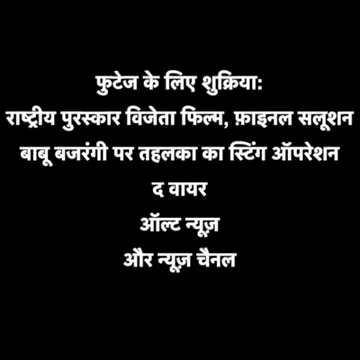 फुटेज के लिए शुक्रिया:
राष्ट्रीय पुरस्कार विजेता फिल्म, फ़ाइनल सलूशन
बाबू बजरंगी पर तहलका का स्टिंग ऑपरेशन
द वायर
ऑल्ट न्यूज़
और न्यूज़ चैनल